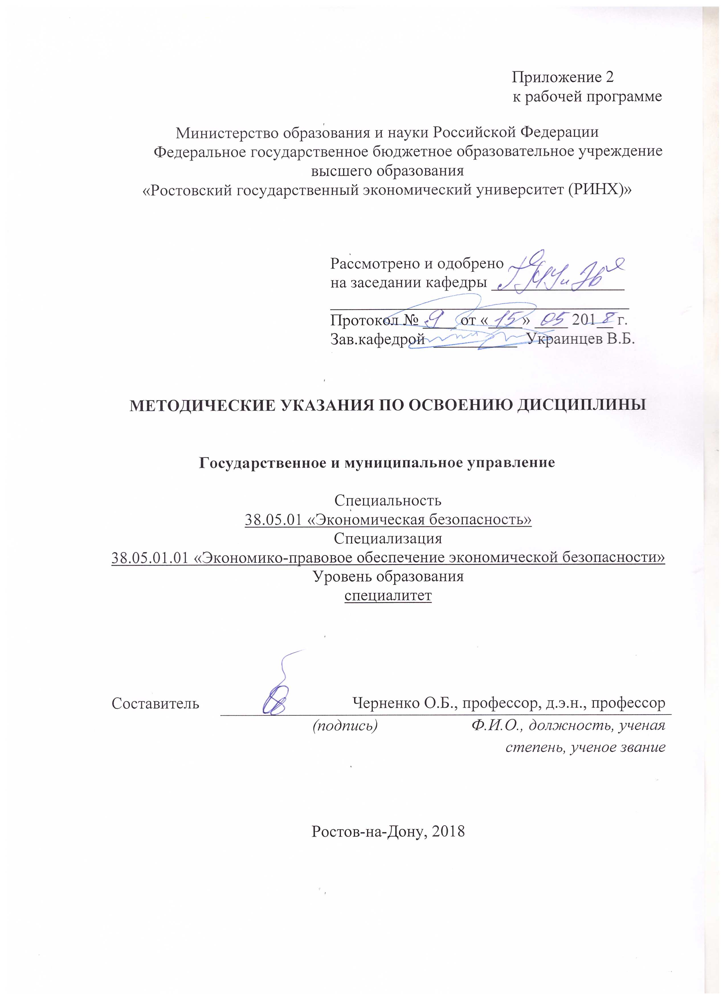 Приложение 2
к рабочей программе
Министерство образования и науки Российской Федерации
Федеральное государственное бюджетное образовательное учреждение
высшего образования
«Ростовский государственный экономический университет (РИНХ)»
Рассмотрено и одобрено
на заседании кафедры
Протокол № 9 от «15» 05 2018 г.
Зав.кафедрой Украинцев В.Б.
МЕТОДИЧЕСКИЕ УКАЗАНИЯ ПО ОСВОЕНИЮ ДИСЦИПЛИНЫ
Государственное и муниципальное управление
Специальность
38.05.01 «Экономическая безопасность»
Специализация
38.05.01.01 «Экономико-правовое обеспечение экономической безопасности»
Уровень образования
специалитет
Составитель Черненко О.Б., профессор, д.э.н., профессор
(подпись) Ф.И.О., должность, ученая
степень, ученое звание
Ростов-на-Дону, 2018